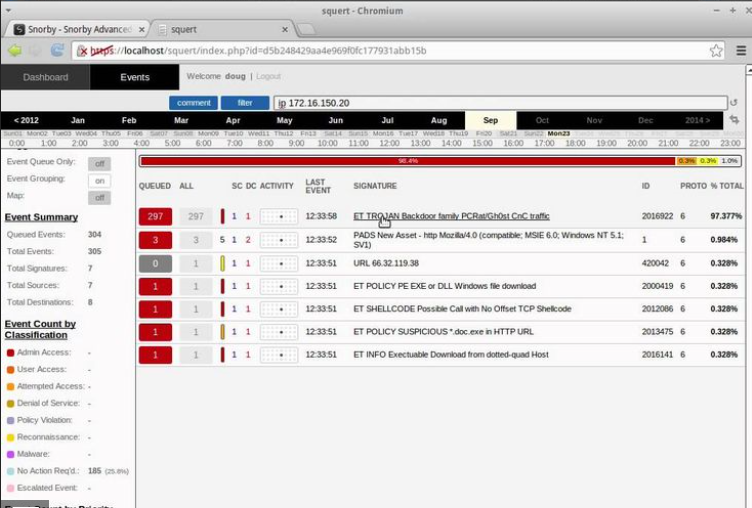 squert - Chromium
Snorby - Snorby Advanced
squert
https://localhost/squert/index.php?id=d5b248429aa4e969f0fc177931abb15b
Dashboard
Events
Welcome doug | Logout
comment
filter
ip 172.16.150.20
< 2012 Jan Feb Mar Apr May Jun Jul Aug Sep Oct Nov Dec 2014 >
Sun01 Mon02 Tue03 Wed04 Thu05 Fri06 Sat07 Sun08 Mon09 Tue10 Wed11 Thu12 Fri13 Sat14 Sun15 Mon16 Tue17 Wed18 Thu19 Fri20 Sat21 Sun22 Mon23
0:00 1:00 2:00 3:00 4:00 5:00 6:00 7:00 8:00 9:00 10:00 11:00 12:00 13:00 14:00 15:00 16:00 17:00 18:00 19:00 20:00 21:00 22:00 23:00
Event Queue Only: off
Event Grouping: on
Map: off
Event Summary
Queued Events: 304
Total Events: 305
Total Signatures: 7
Total Sources: 7
Total Destinations: 8
Event Count by
Classification
Admin Access: -
User Access: -
Attempted Access: -
Denial of Service: -
Policy Violation: -
Reconnaissance: -
Malware: -
No Action Req'd.: 185 (25.8%)
Escalated Event: -
98.4% 0.3% 0.3% 1.0%
QUEUED ALL SC DC ACTIVITY LAST EVENT SIGNATURE ID PROTO % TOTAL
297 297 1 1 12:33:58 ET TROJAN Backdoor family PCRat/Gh0st CnC traffic 2016922 6 97.377%
3 3 5 1 2 12:33:52 PADS New Asset - http Mozilla/4.0 (compatible; MSIE 6.0; Windows NT 5.1; SV1) 1 6 0.984%
0 1 1 1 12:33:51 URL 66.32.119.38 420042 6 0.328%
1 1 1 1 12:33:51 ET POLICY PE EXE or DLL Windows file download 2000419 6 0.328%
1 1 1 1 12:33:51 ET SHELLCODE Possible Call with No Offset TCP Shellcode 2012086 6 0.328%
1 1 1 1 12:33:51 ET POLICY SUSPICIOUS *.doc.exe in HTTP URL 2013475 6 0.328%
1 1 1 1 12:33:51 ET INFO Exectuable Download from dotted-quad Host 2016141 6 0.328%